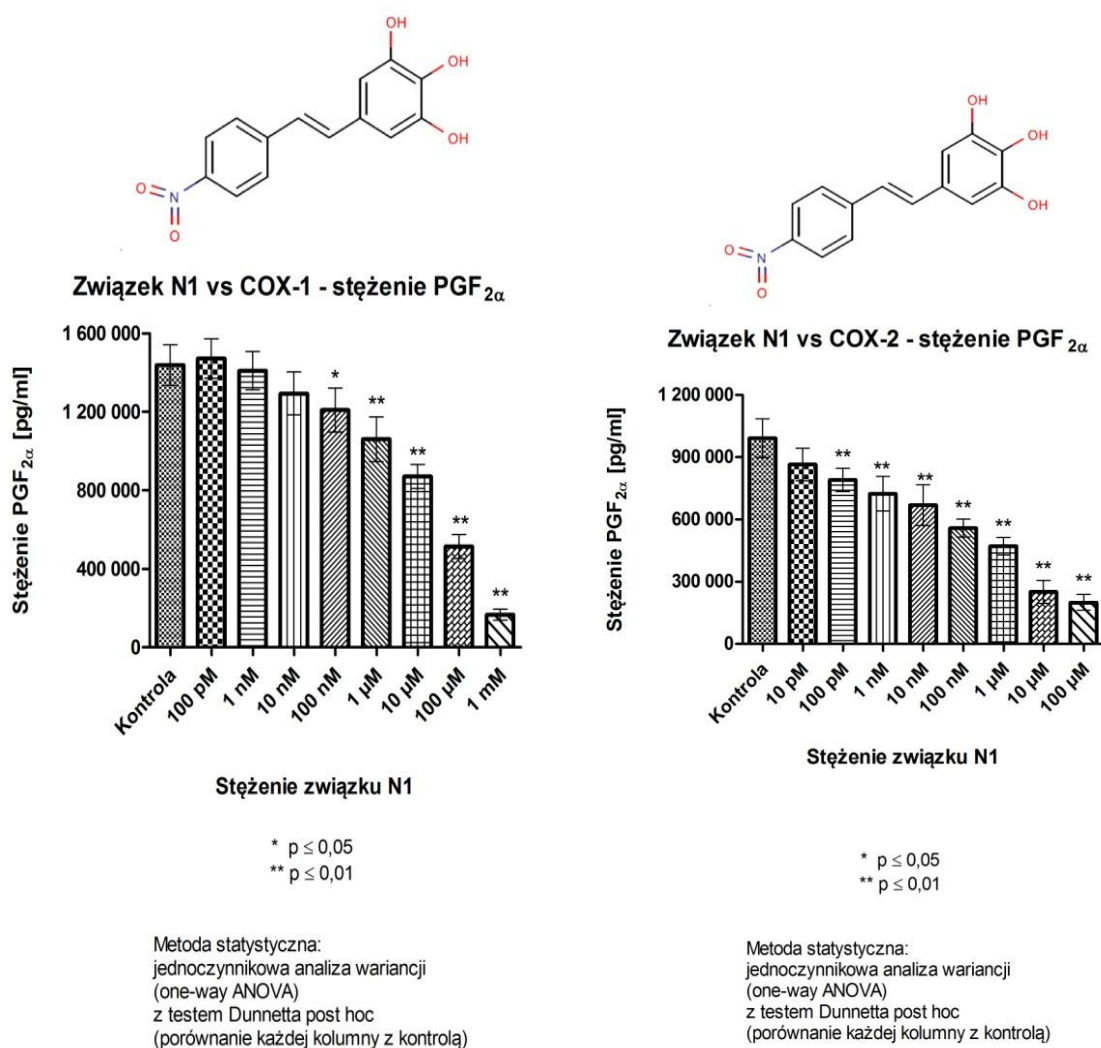 OH
OH
OH
N
O
O
Związek N1 vs COX-1 - stężenie PGF2α
Stężenie PGF2α [pg/ml]
1 600 000
1 200 000
800 000
400 000
0
*
**
**
**
**
Kontrola
100 pM
1 nM
10 nM
100 nM
1 µM
10 µM
100 µM
1 mM
Stężenie związku N1
* p ≤ 0,05
** p ≤ 0,01
Metoda statystyczna:
jednoczynnikowa analiza wariancji
(one-way ANOVA)
z testem Dunnetta post hoc
(porównanie każdej kolumny z kontrolą)
OH
OH
OH
O
N
O
Związek N1 vs COX-2 - stężenie PGF 2α
Stężenie PGF2α [pg/ml]
1 200 000
900 000
600 000
300 000
0
**
**
**
**
**
**
**
Kontrola
10 pM
100 pM
1 nM
10 nM
100 nM
1 µM
10 µM
100 µM
Stężenie związku N1
* p ≤ 0,05
** p ≤ 0,01
Metoda statystyczna:
jednoczynnikowa analiza wariancji
(one-way ANOVA)
z testem Dunnetta post hoc
(porównanie każdej kolumny z kontrolą)